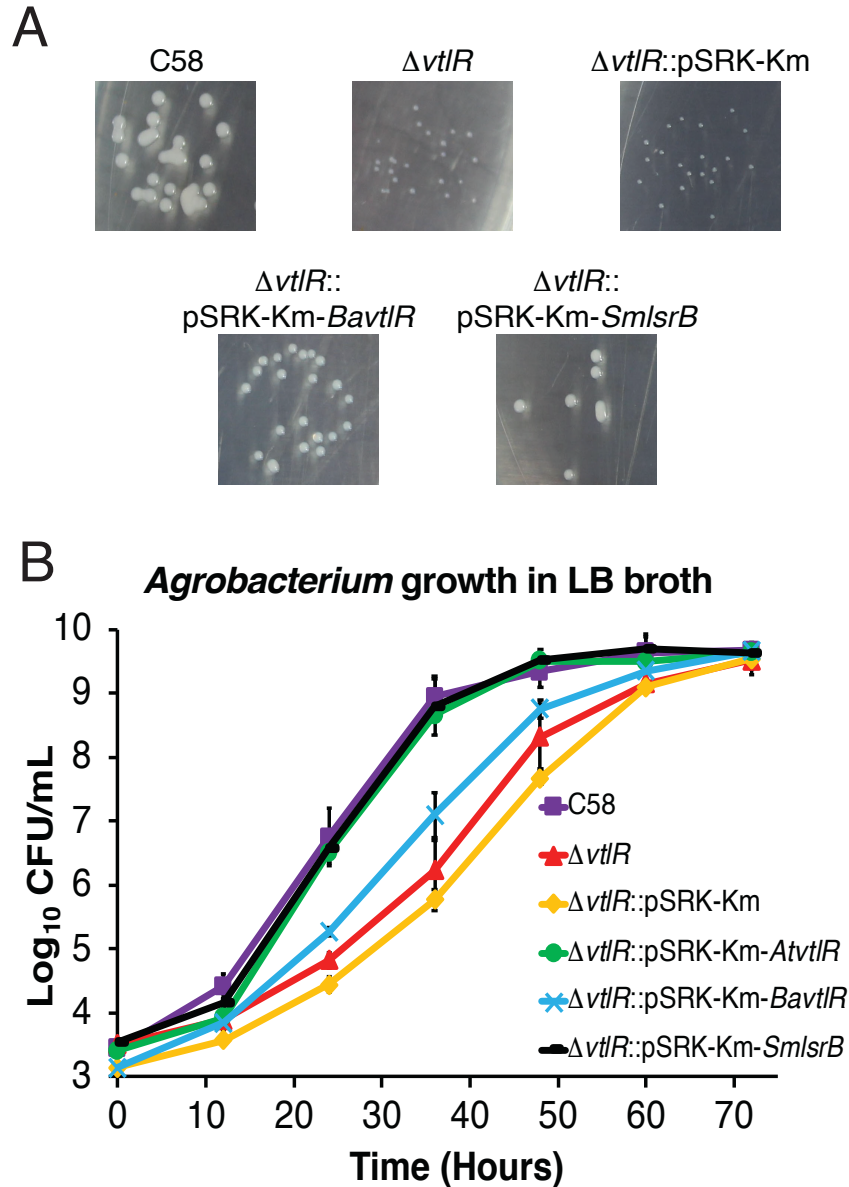 A
C58
ΔvtlR
ΔvtlR::pSRK-Km
ΔvtlR::
pSRK-Km-BavtlR
ΔvtlR::
pSRK-Km-SmlsrB
B
Agrobacterium growth in LB broth
Log10 CFU/mL
10
9
8
7
6
5
4
3
0
10
20
30
40
50
60
70
Time (Hours)
C58
ΔvtlR
ΔvtlR::pSRK-Km
ΔvtlR::pSRK-Km-AtvtlR
ΔvtlR::pSRK-Km-BavtlR
ΔvtlR::pSRK-Km-SmlsrB